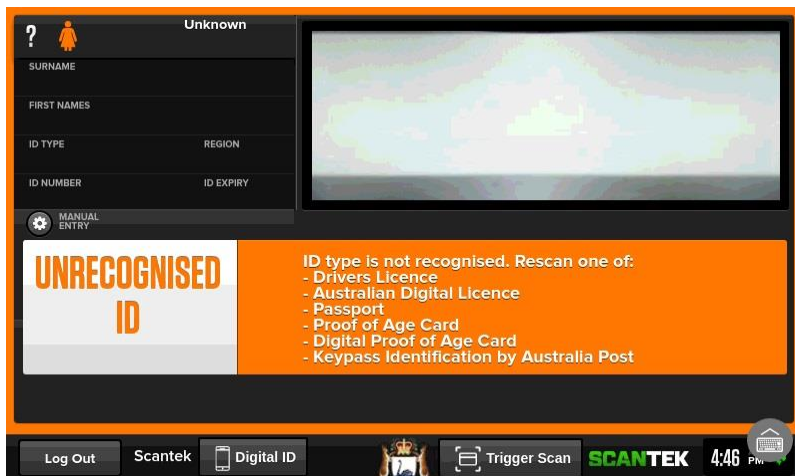 ?
Unknown
SURNAME
FIRST NAMES
ID TYPE
REGION
ID NUMBER
ID EXPIRY
MANUAL
ENTRY
UNRECOGNISED
ID
ID type is not recognised. Rescan one of:
- Drivers Licence
- Australian Digital Licence
- Passport
- Proof of Age Card
- Digital Proof of Age Card
- Keypass Identification by Australia Post
Log Out
Scantek
Digital ID
Trigger Scan
SCANTEK
4:46 PM